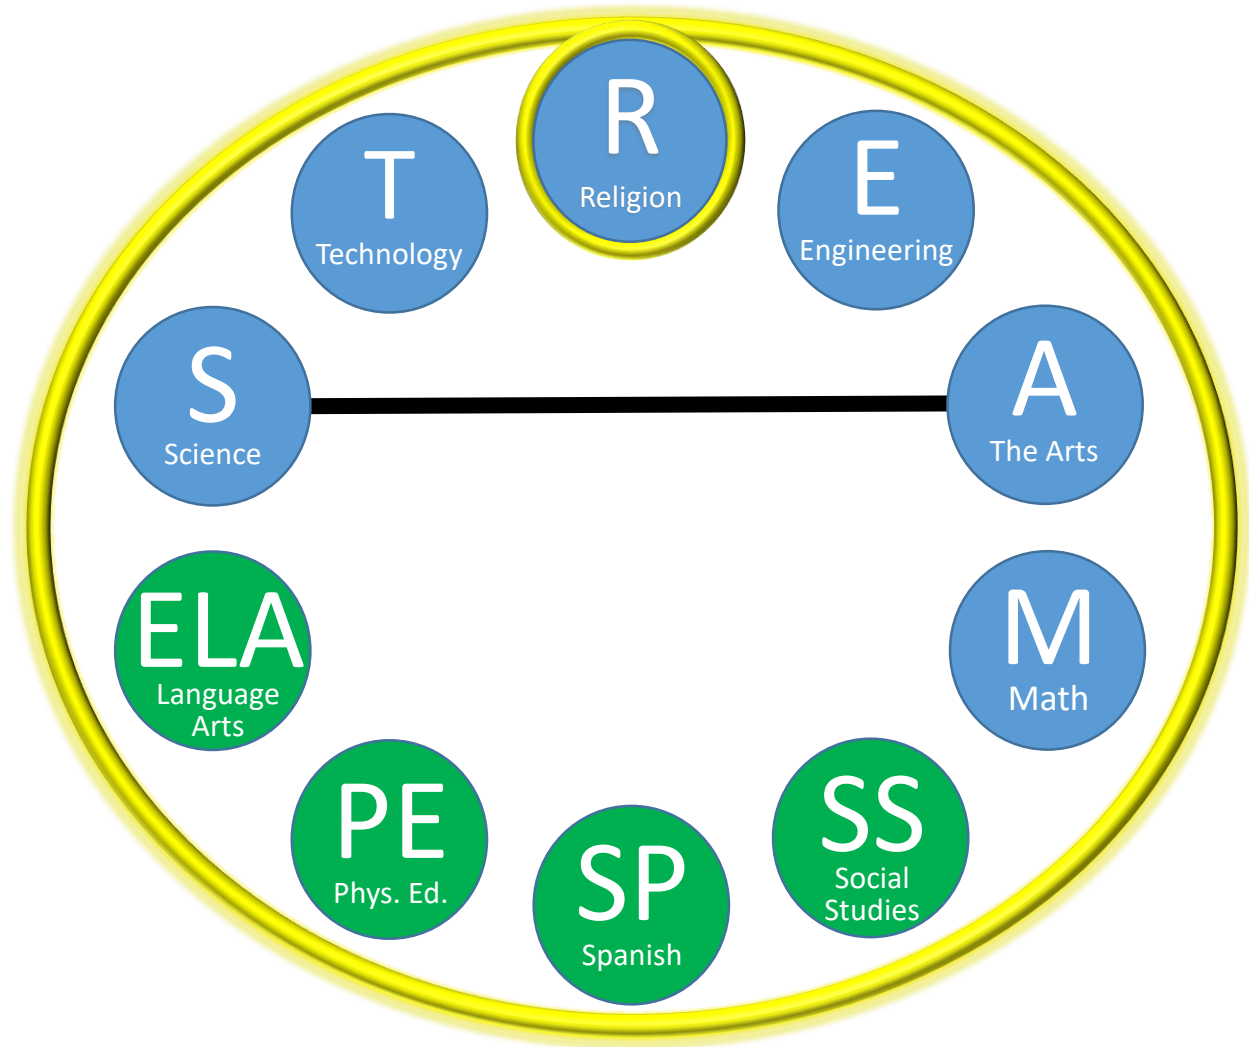 R
Religion
T
Technology
E
Engineering
S
Science
A
The Arts
ELA
Language
Arts
M
Math
PE
Phys. Ed.
SP
Spanish
SS
Social
Studies